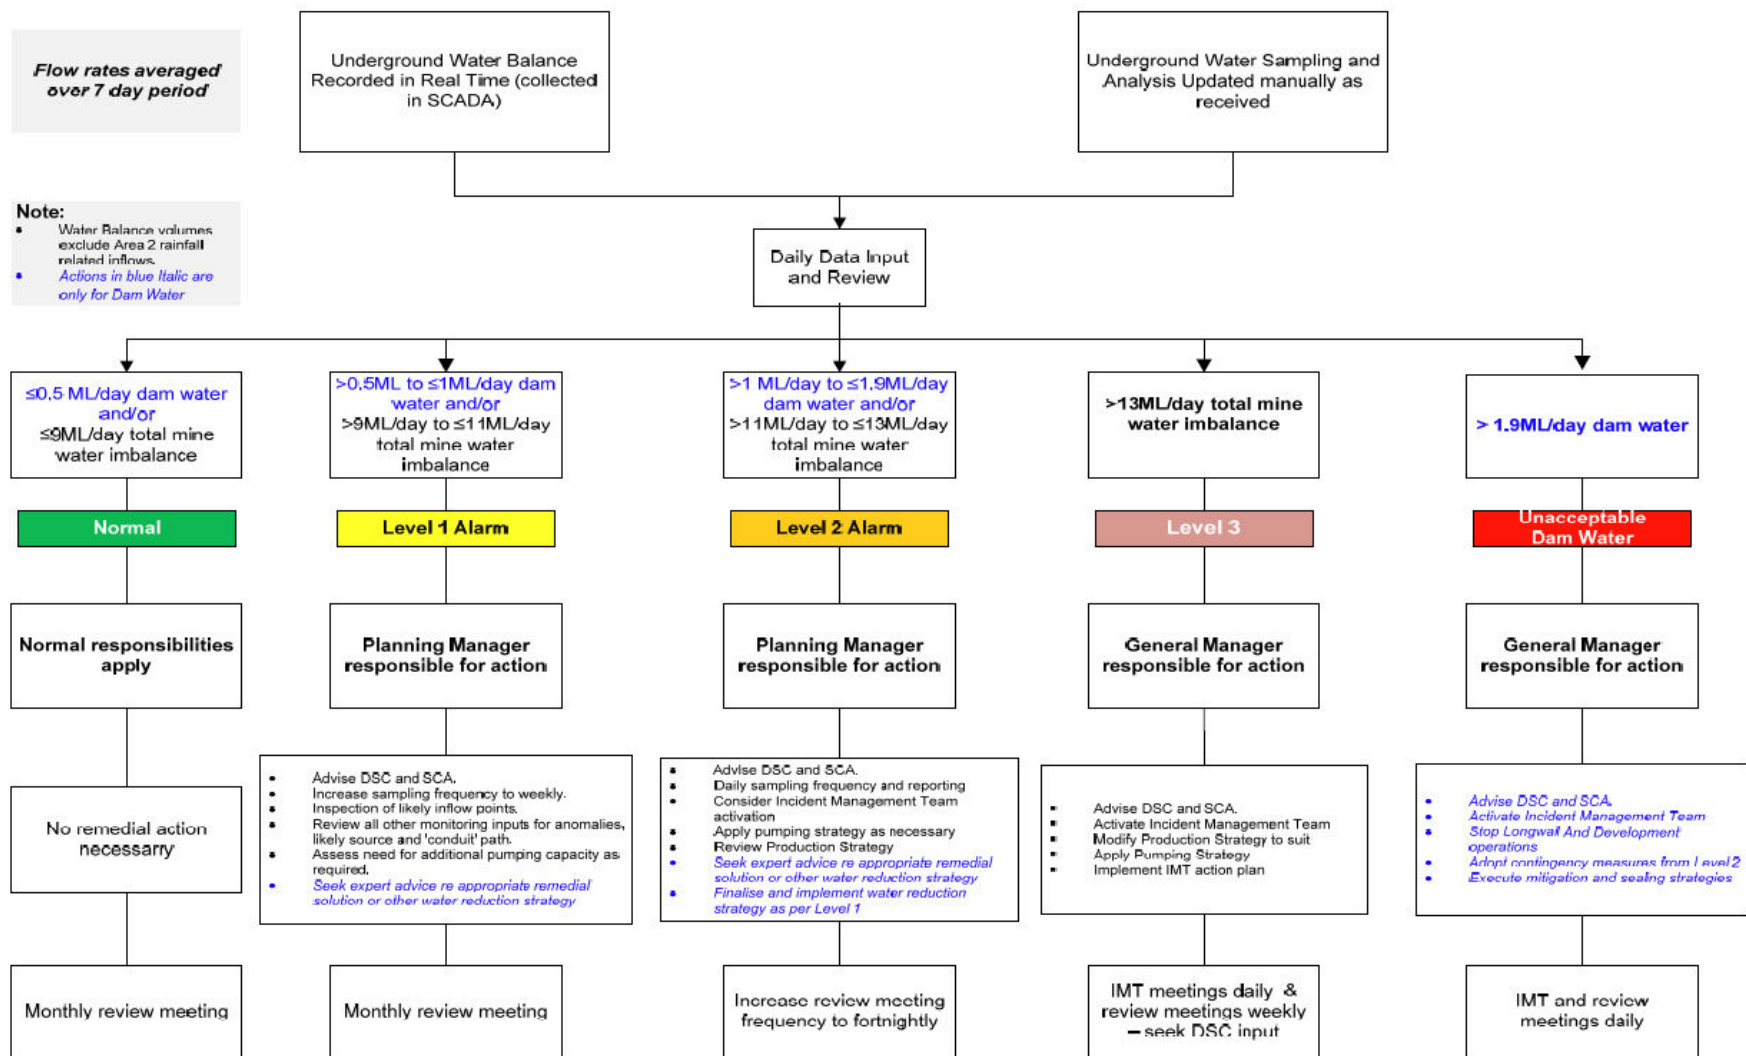 Flow rates averaged
over 7 day period
Underground Water Balance
Recorded in Real Time (collected
in SCADA)
Underground Water Sampling and
Analysis Updated manually as
received
Note:
• Water Balance volumes
exclude Area 2 rainfall
related inflows.
• Actions in blue Italic are
only for Dam Water
Daily Data Input
and Review
≤0.5 ML/day dam water
and/or
≤9ML/day total mine
water imbalance
>0.5ML to ≤1ML/day dam
water and/or
>9ML/day to ≤11ML/day
total mine water
imbalance
>1 ML/day to ≤1.9ML/day
dam water and/or
>11ML/day to ≤13ML/day
total mine water
imbalance
>13ML/day total mine
water imbalance
> 1.9ML/day dam water
Normal
Level 1 Alarm
Level 2 Alarm
Level 3
Unacceptable
Dam Water
Normal responsibilities
apply
Planning Manager
responsible for action
Planning Manager
responsible for action
General Manager
responsible for action
General Manager
responsible for action
No remedial action
necessarry
• Advise DSC and SCA.
• Increase sampling frequency to weekly.
• Inspection of likely inflow points.
• Review all other monitoring inputs for anomalies,
likely source and 'conduit' path.
• Assess need for additional pumping capacity as
required.
• Seek expert advice re appropriate remedial
solution or other water reduction strategy
• Advise DSC and SCA.
• Daily sampling frequency and reporting
• Consider Incident Management Team
activation
• Apply pumping strategy as necessary
• Review Production Strategy
• Seek expert advice re appropriate remedial
solution or other water reduction strategy
• Finalise and implement water reduction
strategy as per Level 1
▪ Advise DSC and SCA.
▪ Activate Incident Management Team
▪ Modify Production Strategy to suit
▪ Apply Pumping Strategy
▪ Implement IMT action plan
• Advise DSC and SCA.
• Activate Incident Management Team
• Stop Longwall And Development
operations
• Adopt contingency measures from Level 2
• Execute mitigation and sealing strategies
Monthly review meeting
Monthly review meeting
Increase review meeting
frequency to fortnightly
IMT meetings daily &
review meetings weekly
– seek DSC input
IMT and review
meetings daily